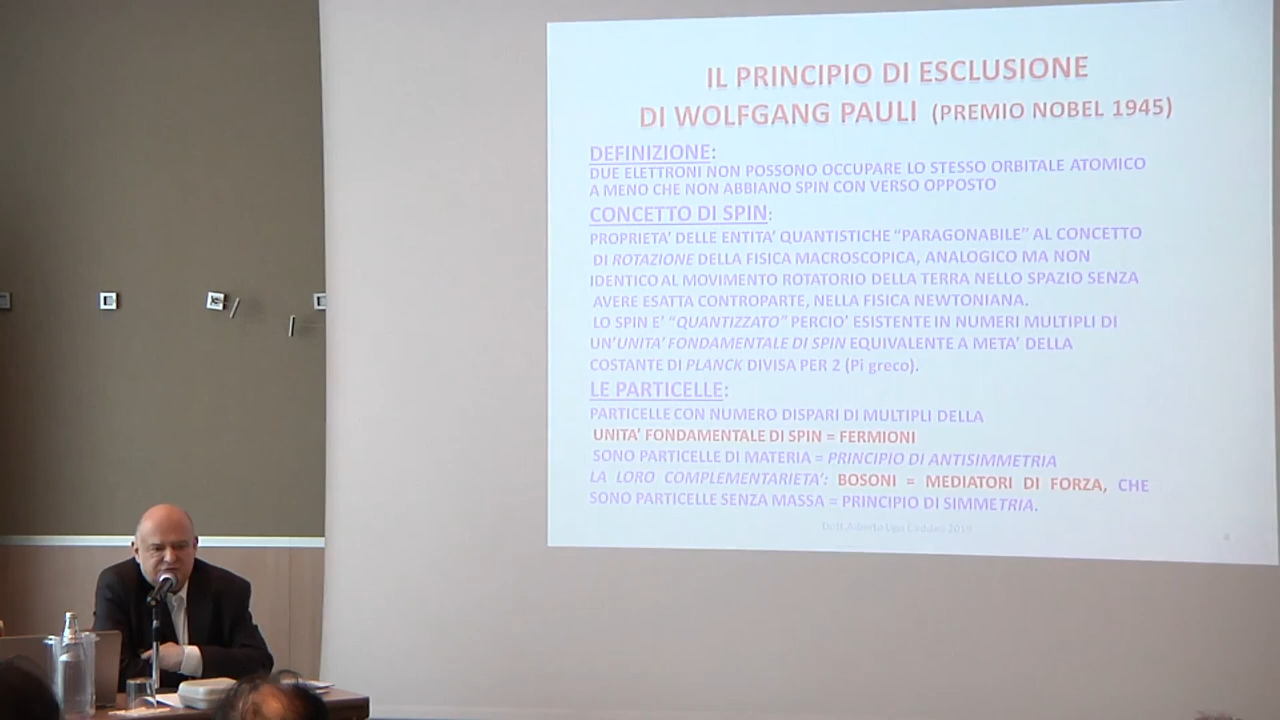 IL PRINCIPIO DI ESCLUSIONE
DI WOLFGANG PAULI (PREMIO NOBEL 1945)
DEFINIZIONE:
DUE ELETTRONI NON POSSONO OCCUPARE LO STESSO ORBITALE ATOMICO
A MENO CHE NON ABBIANO SPIN CON VERSO OPPOSTO
CONCETTO DI SPIN:
PROPRIETA' DELLE ENTITA' QUANTISTICHE "PARAGONABILE" AL CONCETTO
DI ROTAZIONE DELLA FISICA MACROSCOPICA, ANALOGICO MA NON
IDENTICO AL MOVIMENTO ROTATORIO DELLA TERRA NELLO SPAZIO SENZA
AVERE ESATTA CONTROPARTE, NELLA FISICA NEWTONIANA.
LO SPIN E' "QUANTIZZATO" PERCIO' ESISTENTE IN NUMERI MULTIPLI DI
UN'UNITA' FONDAMENTALE DI SPIN EQUIVALENTE A META' DELLA
COSTANTE DI PLANCK DIVISA PER 2 (Pi greco).
LE PARTICELLE:
PARTICELLE CON NUMERO DISPARI DI MULTIPLI DELLA
UNITA' FONDAMENTALE DI SPIN = FERMIONI
SONO PARTICELLE DI MATERIA = PRINCIPIO DI ANTISIMMETRIA
LA LORO COMPLEMENTARIETA': BOSONI = MEDIATORI DI FORZA, CHE
SONO PARTICELLE SENZA MASSA = PRINCIPIO DI SIMMETRIA.
Dott. Alberto Ugo 2019